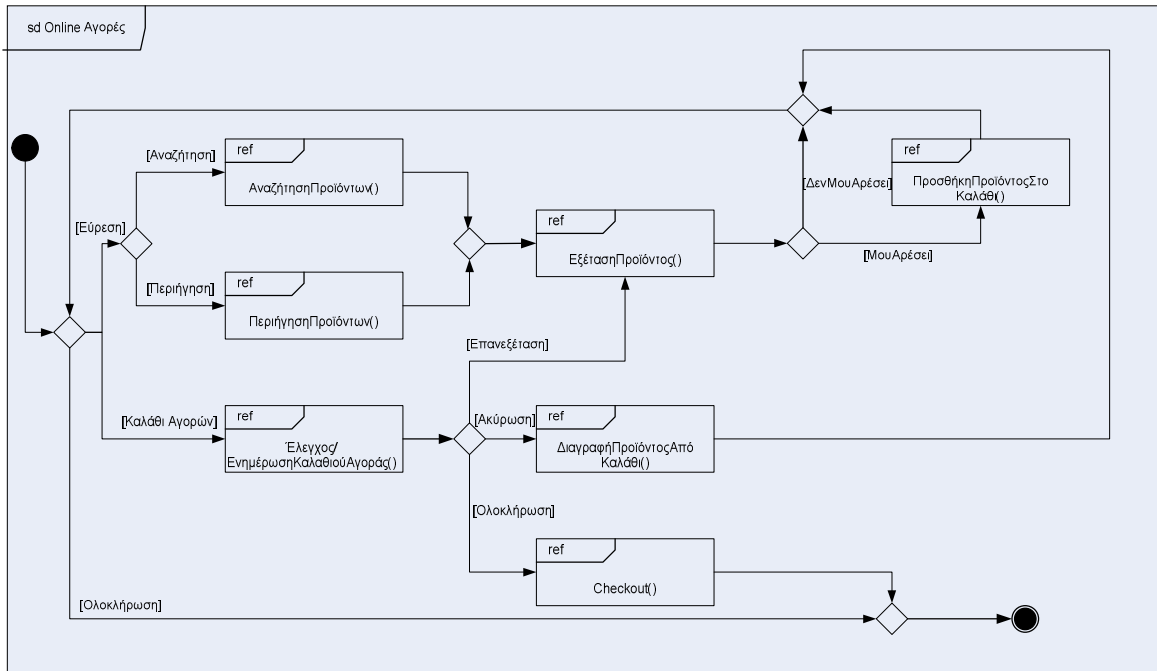 sd Online Αγορές
ref
[Αναζήτηση]
ΑναζήτησηΠροϊόντων()
ref
ΠροσθήκηΠροϊόντοςΣτο
Καλάθι()
[ΔενΜουΑρέσει]
[Εύρεση]
ref
ΕξέτασηΠροϊόντος()
[ΜουΑρέσει]
[Περιήγηση]
ref
ΠεριήγησηΠροϊόντων()
[Επανεξέταση]
[Καλάθι Αγορών]
ref
Έλεγχος/
ΕνημέρωσηΚαλαθιούΑγοράς()
[Ακύρωση]
ref
ΔιαγραφήΠροϊόντοςΑπό
Καλάθι()
[Ολοκλήρωση]
ref
Checkout()
[Ολοκλήρωση]